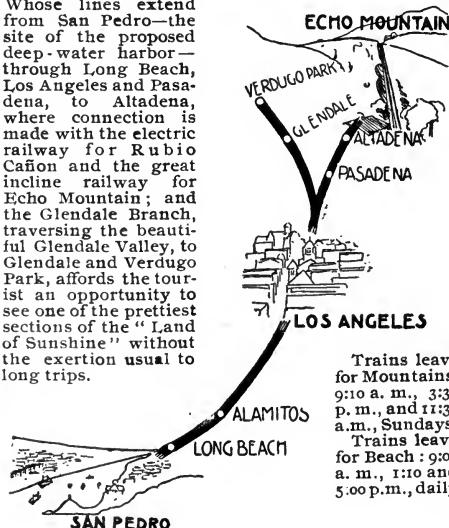 Whose lines extend
from San Pedro—the
site of the proposed
deep-water harbor—
through Long Beach,
Los Angeles and Pasa-
dena, to Altadena,
where connection is
made with the electric
railway for Rubio
Cañon and the great
incline railway for
Echo Mountain; and
the Glendale Branch,
traversing the beauti-
ful Glendale Valley, to
Glendale and Verdugo
Park, affords the tour-
ist an opportunity to
see one of the prettiest
sections of the "Land
of Sunshine" without
the exertion usual to
long trips.
ECHO MOUNTAIN
VERDUGO PARK
GLENDALE
ALTADENA
PASADENA
LOS ANGELES
ALAMITOS
LONG BEACH
SAN PEDRO
Trains leav
for Mountains
9:10 a. m., 3:3
p. m., and 11:3
a.m., Sundays
Trains leav
for Beach : 9:0
a. m., 1:10 and
5:00 p.m., daily